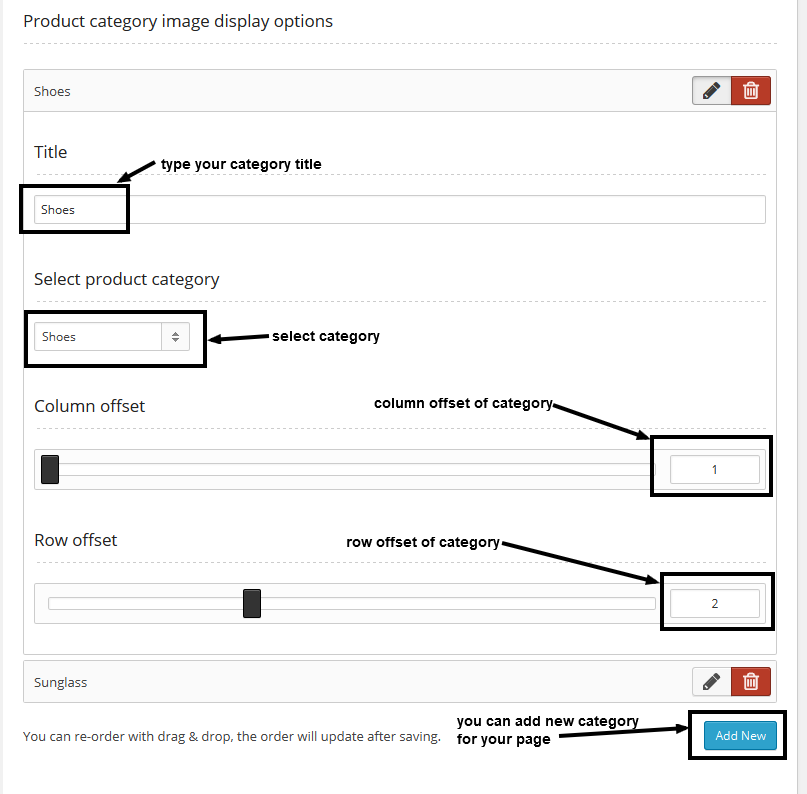 Product category image display options
Shoes
Title
type your category title
Shoes
Select product category
Shoes
select category
Column offset
column offset of category
1
Row offset
row offset of category
2
Sunglass
You can re-order with drag & drop, the order will update after saving.
you can add new category
for your page
Add New